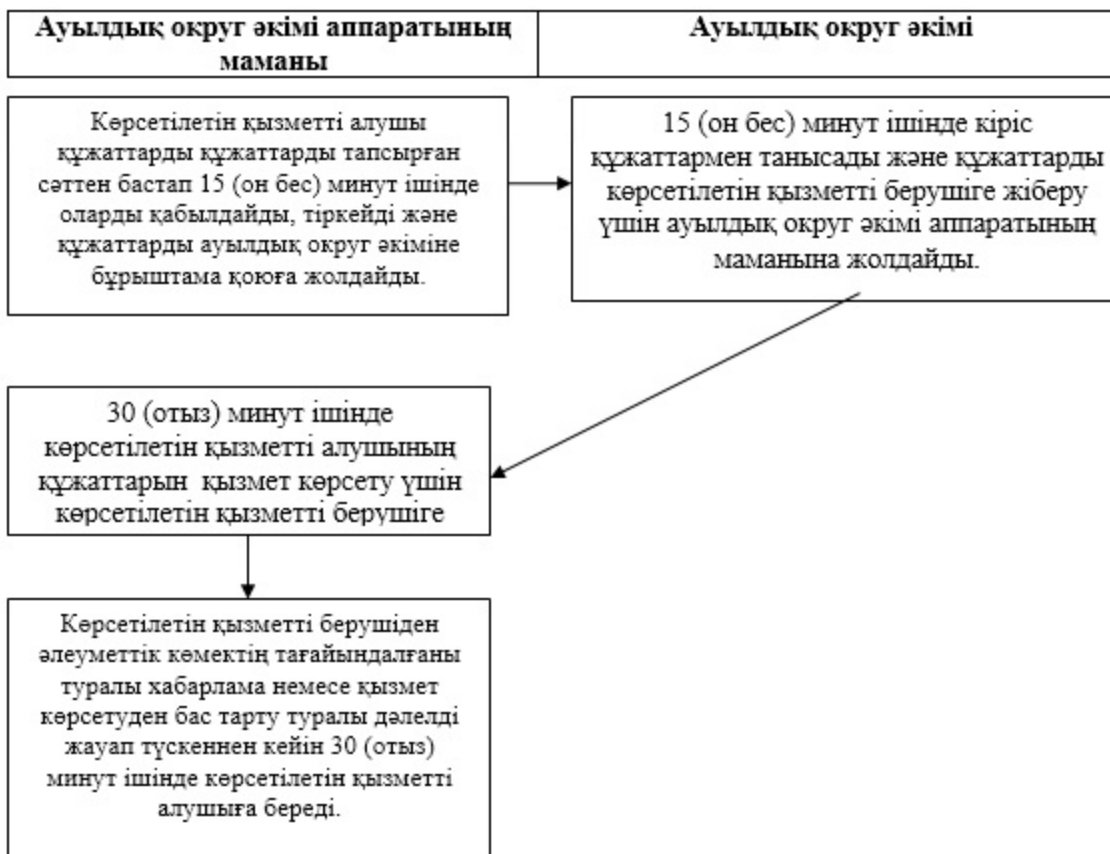 Ауылдық округ әкімі аппаратының
маманы
Ауылдық округ әкімі
Көрсетілетін қызметті алушы
құжаттарды құжаттарды тапсырған
сәттен бастап 15 (он бес) минут ішінде
оларды қабылдайды, тіркейді және
құжаттарды ауылдық округ әкіміне
бұрыштама қоюға жолдайды.
15 (он бес) минут ішінде кіріс
құжаттармен танысады және құжаттарды
көрсетілетін қызметті берушіге жіберу
үшін ауылдық округ әкімі аппаратының
маманына жолдайды.
30 (отыз) минут ішінде
көрсетілетін қызметті алушының
құжаттарын қызмет көрсету үшін
көрсетілетін қызметті берушіге
Көрсетілетін қызметті берушіден
әлеуметтік көмектің тағайындалғаны
туралы хабарлама немесе қызмет
көрсетуден бас тарту туралы дәлелді
жауап түскеннен кейін 30 (отыз)
минут ішінде көрсетілетін қызметті
алушыға береді.